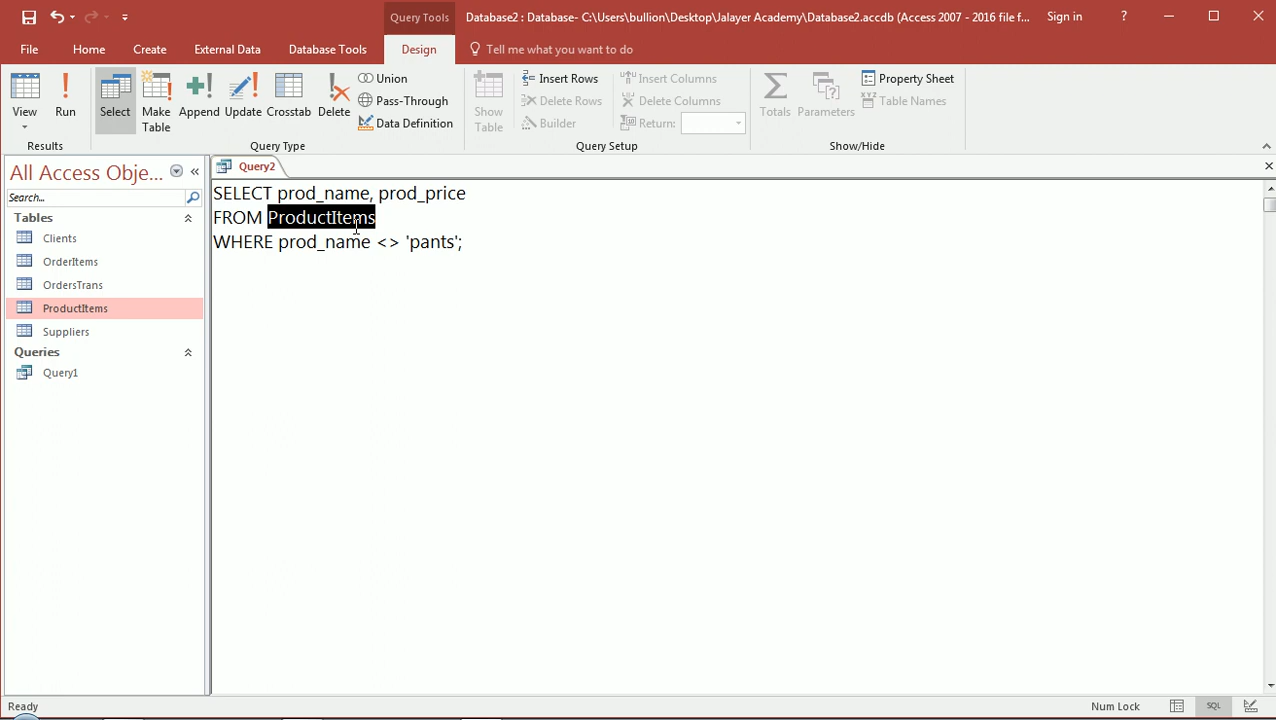 Query Tools
Database2 : Database- C:\Users\bullion\Desktop\Jalayer Academy\Database2.accdb (Access 2007 - 2016 file f...
Sign in
?
File
Home
Create
External Data
Database Tools
Design
Tell me what you want to do
View
Run
Select
Make Table
Append
Update
Crosstab
Delete
Union
Pass-Through
Data Definition
Show Table
Insert Rows
Delete Rows
Builder
Insert Columns
Delete Columns
Return:
Totals
Parameters
Property Sheet
Table Names
Results
Query Type
Query Setup
Show/Hide
All Access Obje...
Search...
Tables
Clients
OrderItems
OrdersTrans
ProductItems
Suppliers
Queries
Query1
Query2
SELECT prod_name, prod_price
FROM ProductItems
WHERE prod_name <> 'pants';
Ready
Num Lock
SQL